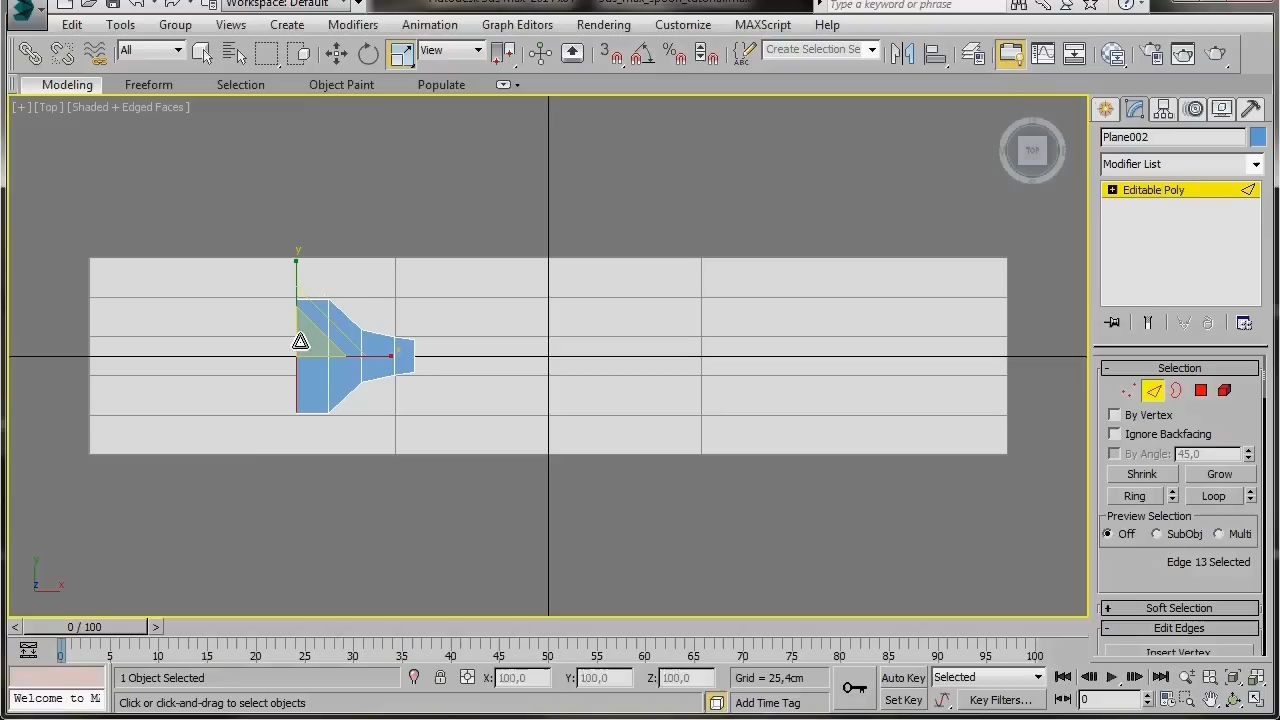 Workspace: Default
Type a keyword or phrase
Edit Tools Group Views Create Modifiers Animation Graph Editors Rendering Customize MAXScript Help
All View 3 Create Selection Se
Modeling Freeform Selection Object Paint Populate
[+] [Top] [Shaded + Edged Faces]
TOP
Plane002
Modifier List
Editable Poly
y
Selection
By Vertex
Ignore Backfacing
By Angle: 45,0
Shrink Grow
Ring Loop
Preview Selection
Off SubObj Multi
Edge 13 Selected
y
z x
Soft Selection
Edit Edges
Insert Vertex
< 0 / 100 >
0 5 10 15 20 25 30 35 40 45 50 55 60 65 70 75 80 85 90 95 100
1 Object Selected X: 100,0 Y: 100,0 Z: 100,0 Grid = 25,4cm Auto Key Selected
Welcome to M Click or click-and-drag to select objects Add Time Tag Set Key Key Filters... 0